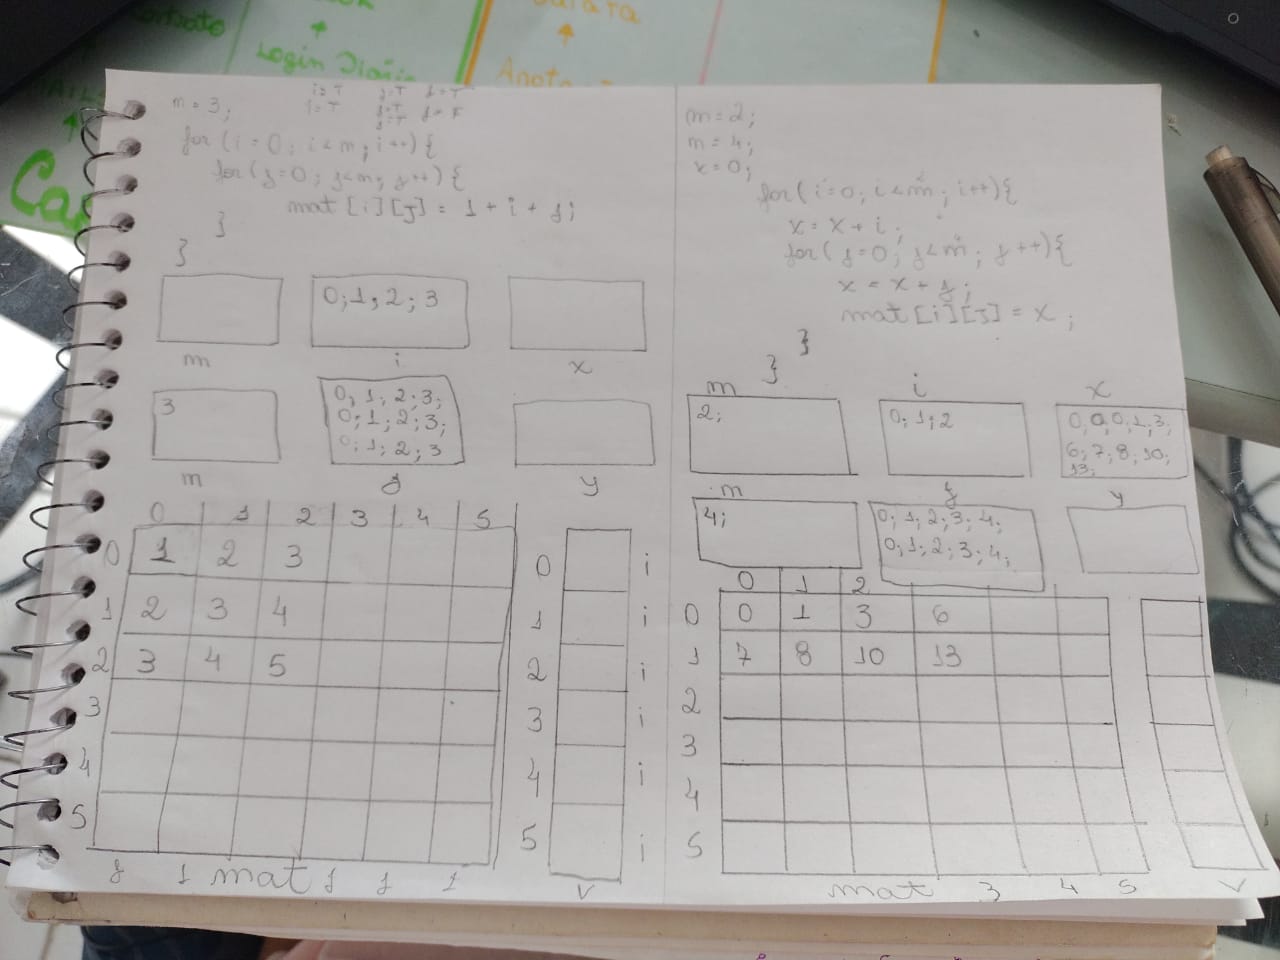 Login Diário
m = 3;
i=T j=T j=T
i=T j=T j=F
j=T
for (i = 0; i < m; i++) {
for (j=0; j<m; j++) {
mat [i][J] = 1 + i + j;
}
}
0;1;2;3
m i x
3
0;1;2;3;
0;1;2;3;
0;1;2;3
m j y
0 1 2 3 4 5
0 1 2 3
1 2 3 4
2 3 4 5
3
4
5
mat
0 i
1 i
2 i
3 i
4 i
5 i
v
m = 2;
m = 4;
x = 0;
for (i=0; i<m; i++){
x = x + i;
for (j=0; j<m; j++){
x = x + j;
mat [i][J] = x;
}
}
m i x
2;
0;1;2
0,0,0,1,3;
6;7;8;10;
13;
m j y
4;
0;1;2;3;4;
0;1;2;3;4;
0 1 2
0 0 1 3 6
1 7 8 10 13
2
3
4
5
mat 3 4 5 v